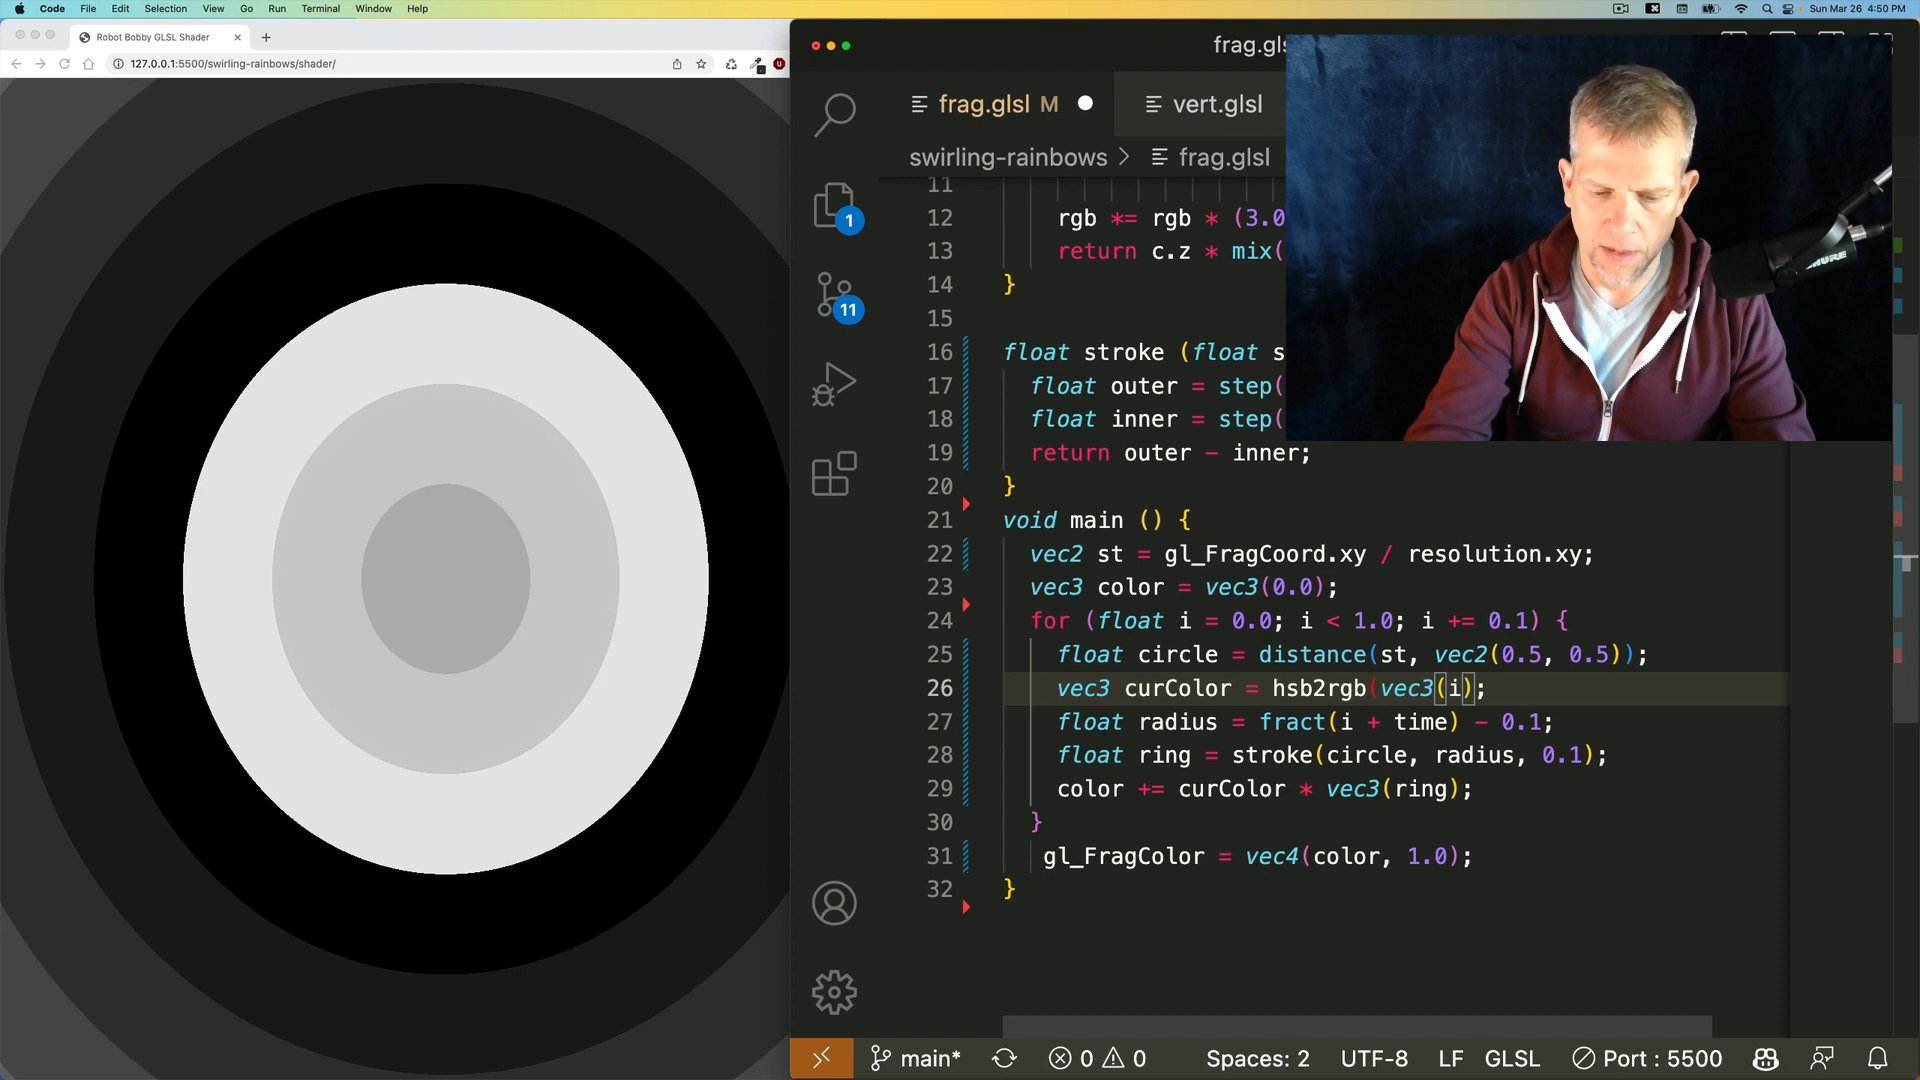 Code File Edit Selection View Go Run Terminal Window Help
Sun Mar 26 4:50 PM
Robot Bobby GLSL Shader
127.0.0.1:5500/swirling-rainbows/shader/
frag.gls
frag.glsl M
vert.glsl
swirling-rainbows > frag.glsl
1
11
11
12 rgb *= rgb * (3.0
13 return c.z * mix(
14 }
15
16 float stroke (float s
17 float outer = step(
18 float inner = step(
19 return outer - inner;
20 }
21 void main () {
22 vec2 st = gl_FragCoord.xy / resolution.xy;
23 vec3 color = vec3(0.0);
24 for (float i = 0.0; i < 1.0; i += 0.1) {
25 float circle = distance(st, vec2(0.5, 0.5));
26 vec3 curColor = hsb2rgb(vec3(i);
27 float radius = fract(i + time) - 0.1;
28 float ring = stroke(circle, radius, 0.1);
29 color += curColor * vec3(ring);
30 }
31 gl_FragColor = vec4(color, 1.0);
32 }
SHURE
main* 0 0 Spaces: 2 UTF-8 LF GLSL Port : 5500